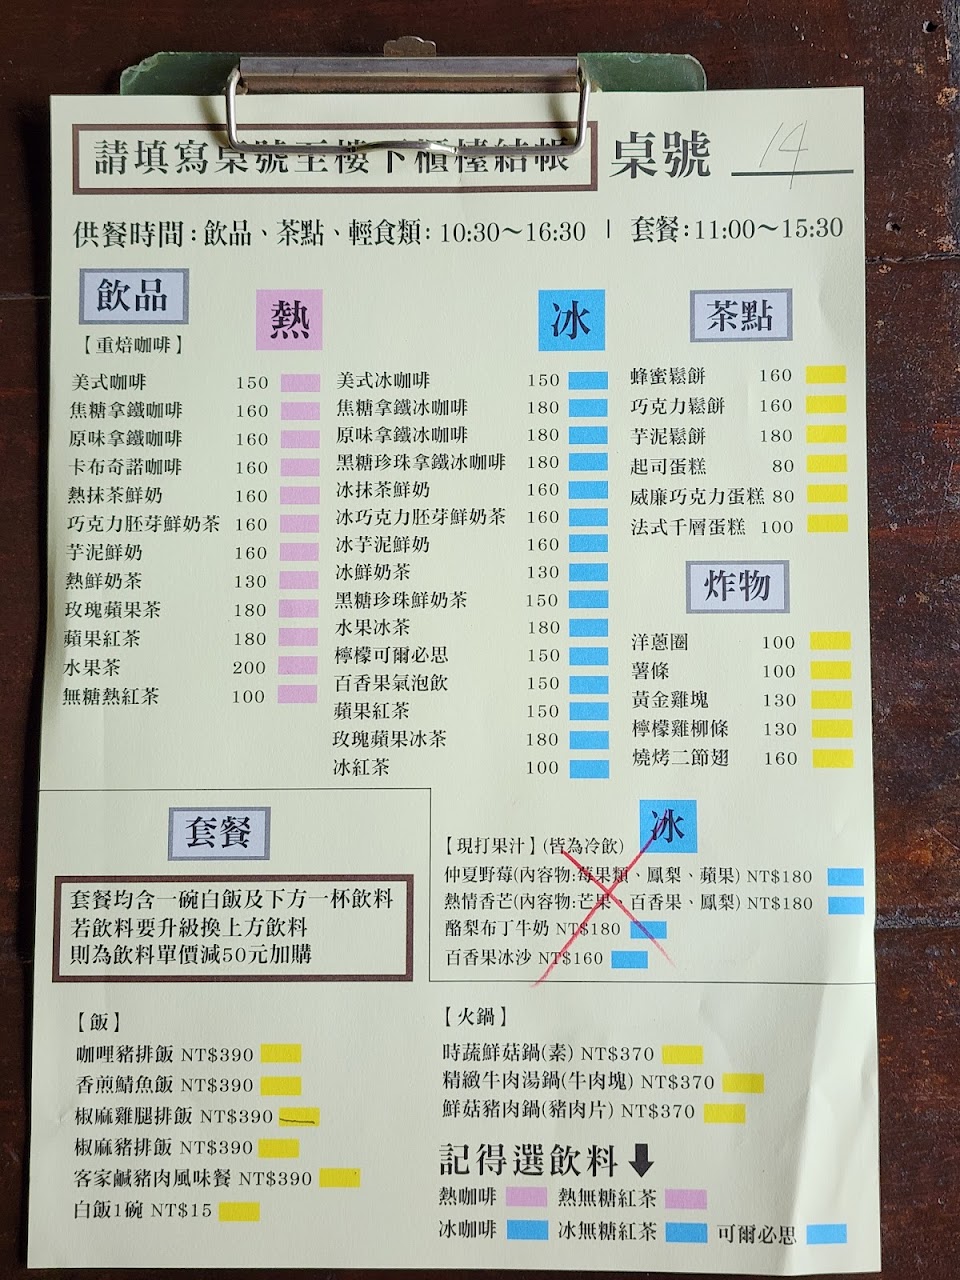 請填寫桌號至樓下櫃檯結帳 桌號 14
供餐時間：飲品、茶點、輕食類：10:30～16:30 | 套餐：11:00～15:30
飲品
【重焙咖啡】
熱
美式咖啡 150
焦糖拿鐵咖啡 160
原味拿鐵咖啡 160
卡布奇諾咖啡 160
熱抹茶鮮奶 160
巧克力胚芽鮮奶茶 160
芋泥鮮奶 160
熱鮮奶茶 130
玫瑰蘋果茶 180
蘋果紅茶 180
水果茶 200
無糖熱紅茶 100
冰
美式冰咖啡 150
焦糖拿鐵冰咖啡 180
原味拿鐵冰咖啡 180
黑糖珍珠拿鐵冰咖啡 180
冰抹茶鮮奶 160
冰巧克力胚芽鮮奶茶 160
冰芋泥鮮奶 160
冰鮮奶茶 130
黑糖珍珠鮮奶茶 150
水果冰茶 180
檸檬可爾必思 150
百香果氣泡飲 150
蘋果紅茶 150
玫瑰蘋果冰茶 180
冰紅茶 100
茶點
蜂蜜鬆餅 160
巧克力鬆餅 160
芋泥鬆餅 180
起司蛋糕 80
威廉巧克力蛋糕 80
法式千層蛋糕 100
炸物
洋蔥圈 100
薯條 100
黃金雞塊 130
檸檬雞柳條 130
燒烤二節翅 160
套餐
套餐均含一碗白飯及下方一杯飲料
若飲料要升級換上方飲料
則為飲料單價減50元加購
冰
【現打果汁】(皆為冷飲)
仲夏野莓(內容物:莓果類、鳳梨、蘋果) NT$180
熱情香芒(內容物:芒果、百香果、鳳梨) NT$180
酪梨布丁牛奶 NT$180
百香果冰沙 NT$160
【飯】
咖哩豬排飯 NT$390
香煎鯖魚飯 NT$390
椒麻雞腿排飯 NT$390
椒麻豬排飯 NT$390
客家鹹豬肉風味餐 NT$390
白飯1碗 NT$15
【火鍋】
時蔬鮮菇鍋(素) NT$370
精緻牛肉湯鍋(牛肉塊) NT$370
鮮菇豬肉鍋(豬肉片) NT$370
記得選飲料
熱咖啡 熱無糖紅茶
冰咖啡 冰無糖紅茶 可爾必思